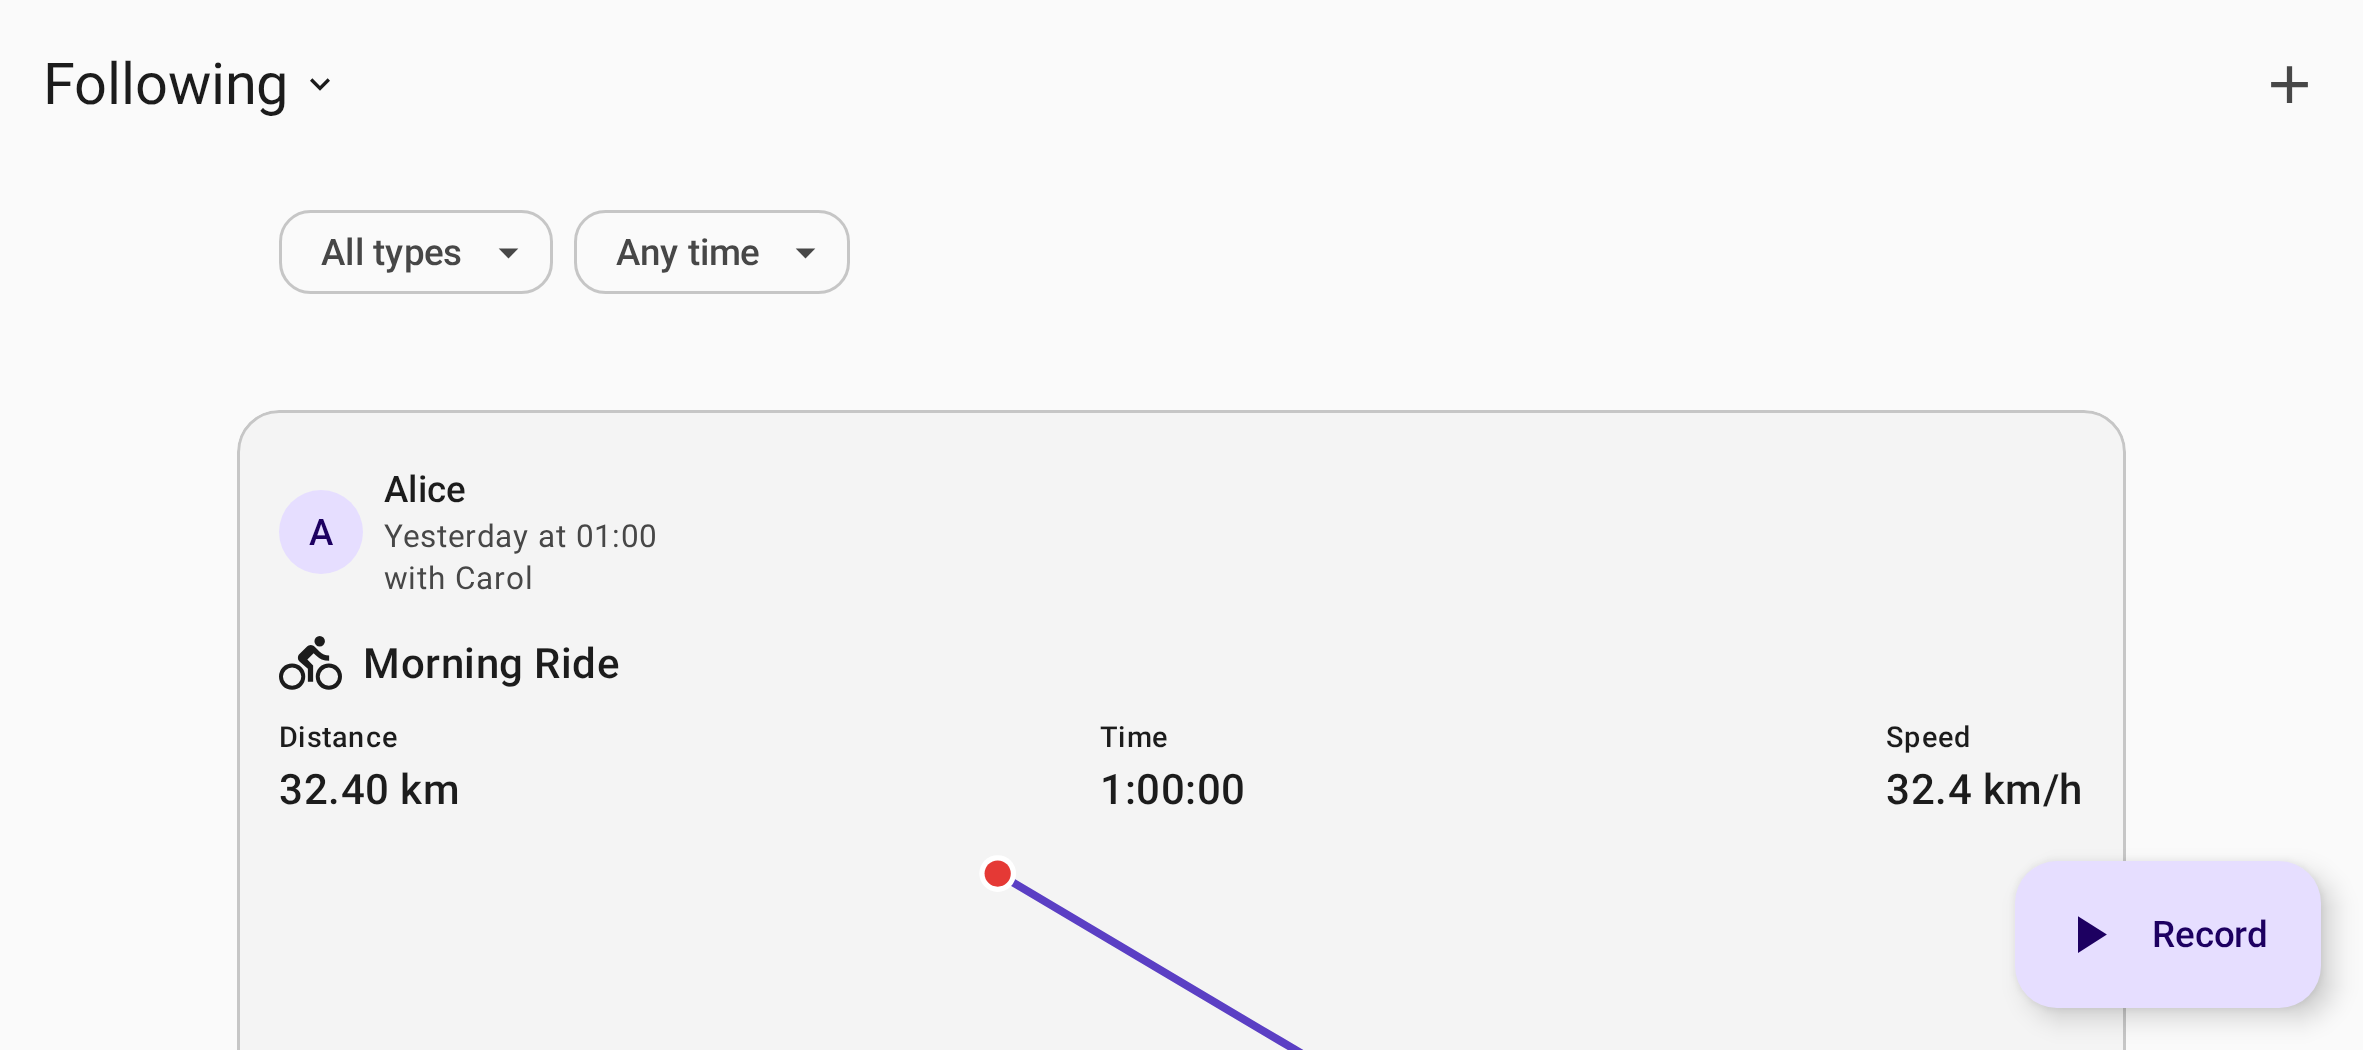 Following
All types
Any time
Alice
A
Yesterday at 01:00
with Carol
Morning Ride
Distance
Time
Speed
32.40 km
1:00:00
32.4 km/h
Record